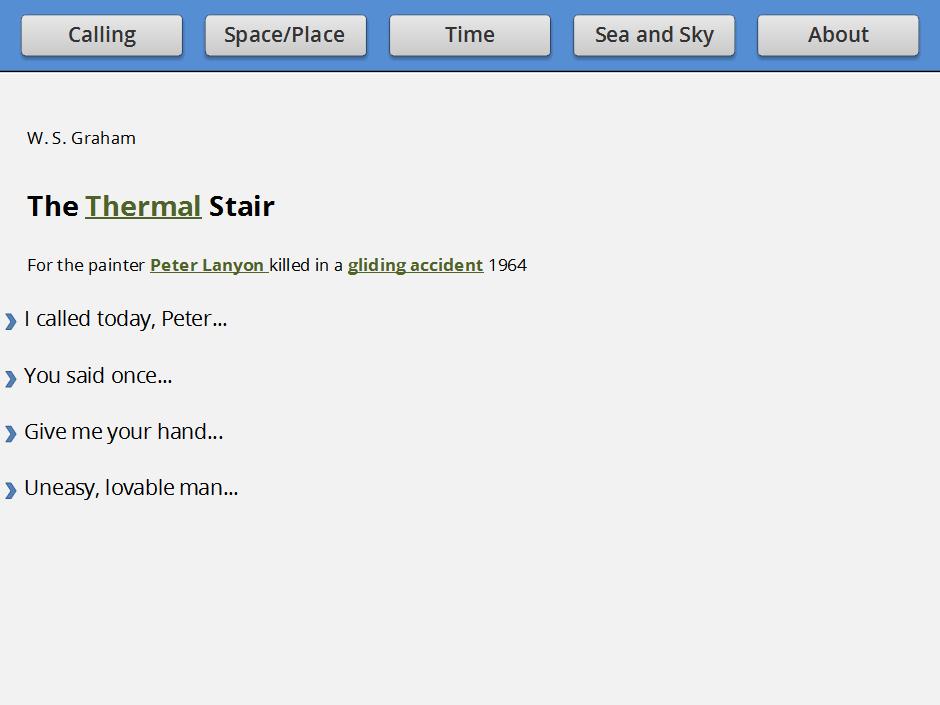 Calling
Space/Place
Time
Sea and Sky
About
W. S. Graham
The Thermal Stair
For the painter Peter Lanyon killed in a gliding accident 1964
I called today, Peter...
You said once...
Give me your hand...
Uneasy, lovable man...